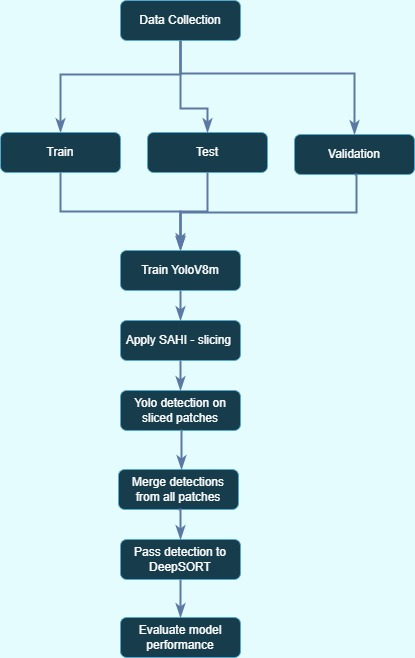 Data Collection
Train
Test
Validation
Train YoloV8m
Apply SAHI - slicing
Yolo detection on
sliced patches
Merge detections
from all patches
Pass detection to
DeepSORT
Evaluate model
performance